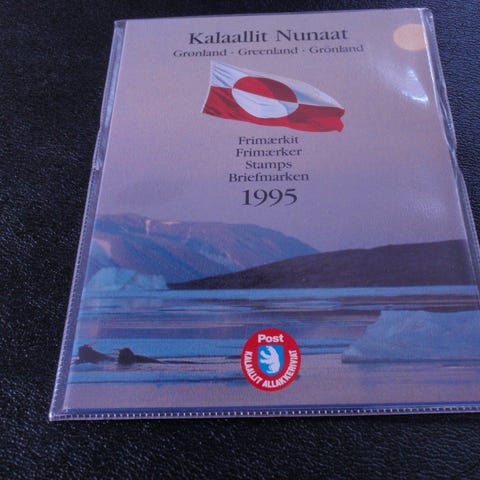 Kalaallit Nunaat
Grønland · Greenland · Grönland
Frimærkit
Frimærker
Stamps
Briefmarken
1995
Post
KALAALLIT ALLAKKERIVIAT